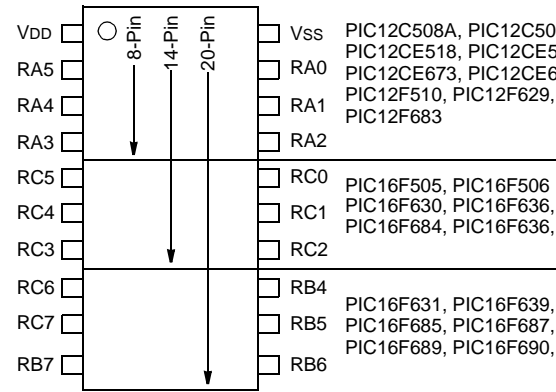 VDD
RA5
RA4
RA3
RC5
RC4
RC3
RC6
RC7
RB7
8-Pin
14-Pin
20-Pin
VSS
RA0
RA1
RA2
RC0
RC1
RC2
RB4
RB5
RB6
PIC12C508A, PIC12C50
PIC12CE518, PIC12CE5
PIC12CE673, PIC12CE6
PIC12F510, PIC12F629,
PIC12F683
PIC16F505, PIC16F506
PIC16F630, PIC16F636,
PIC16F684, PIC16F636,
PIC16F631, PIC16F639,
PIC16F685, PIC16F687,
PIC16F689, PIC16F690,